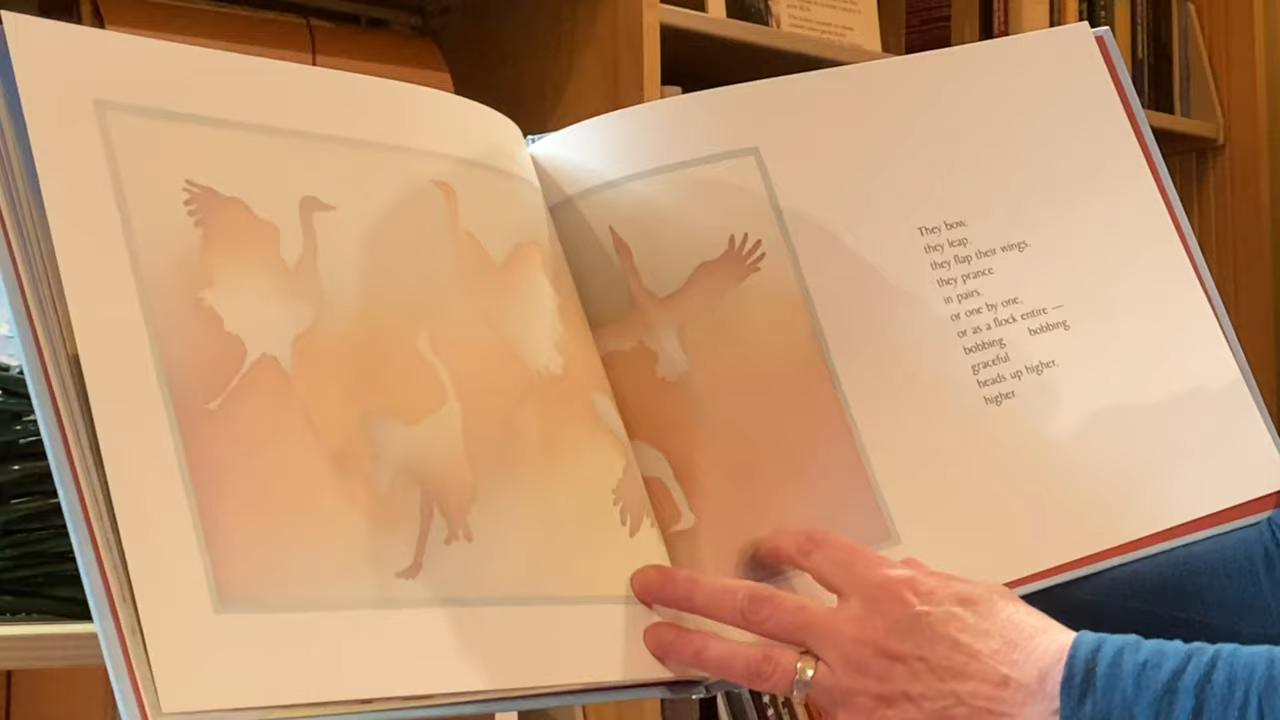 They bow,
they leap,
they flap their wings,
they prance
in pairs,
or one by one,
or as a flock entire —
bobbing bobbing
graceful
heads up higher,
higher.